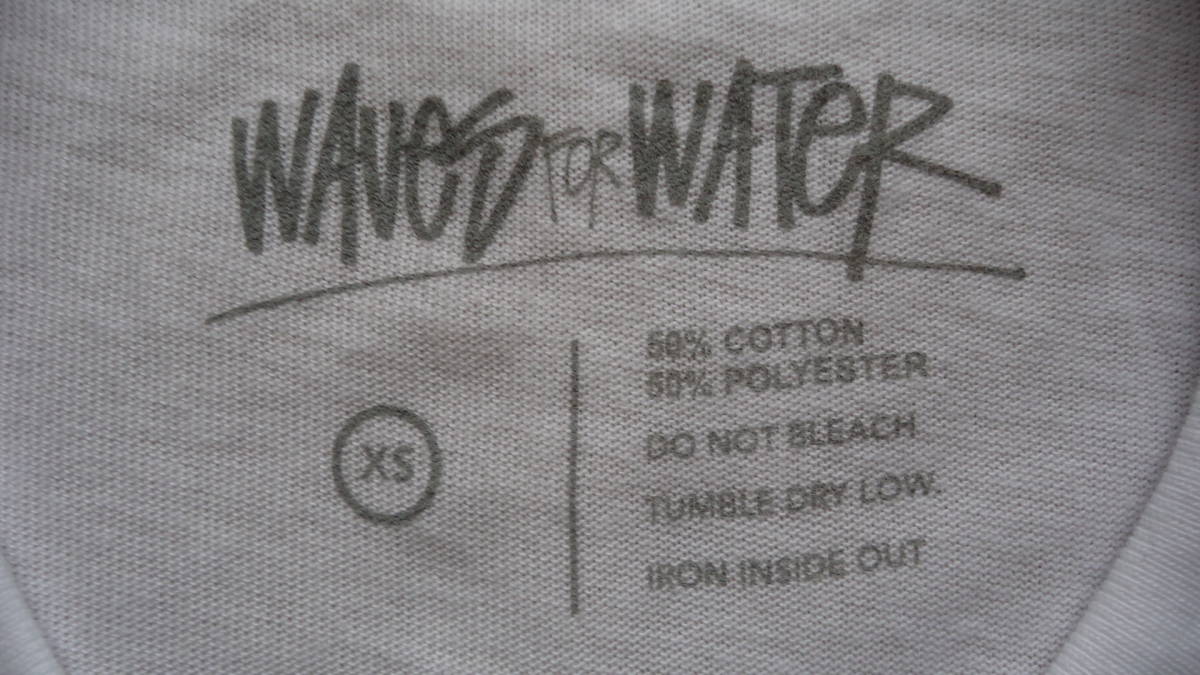 WAVES FOR WATER
XS
50% COTTON
50% POLYESTER
DO NOT BLEACH
TUMBLE DRY LOW.
IRON INSIDE OUT